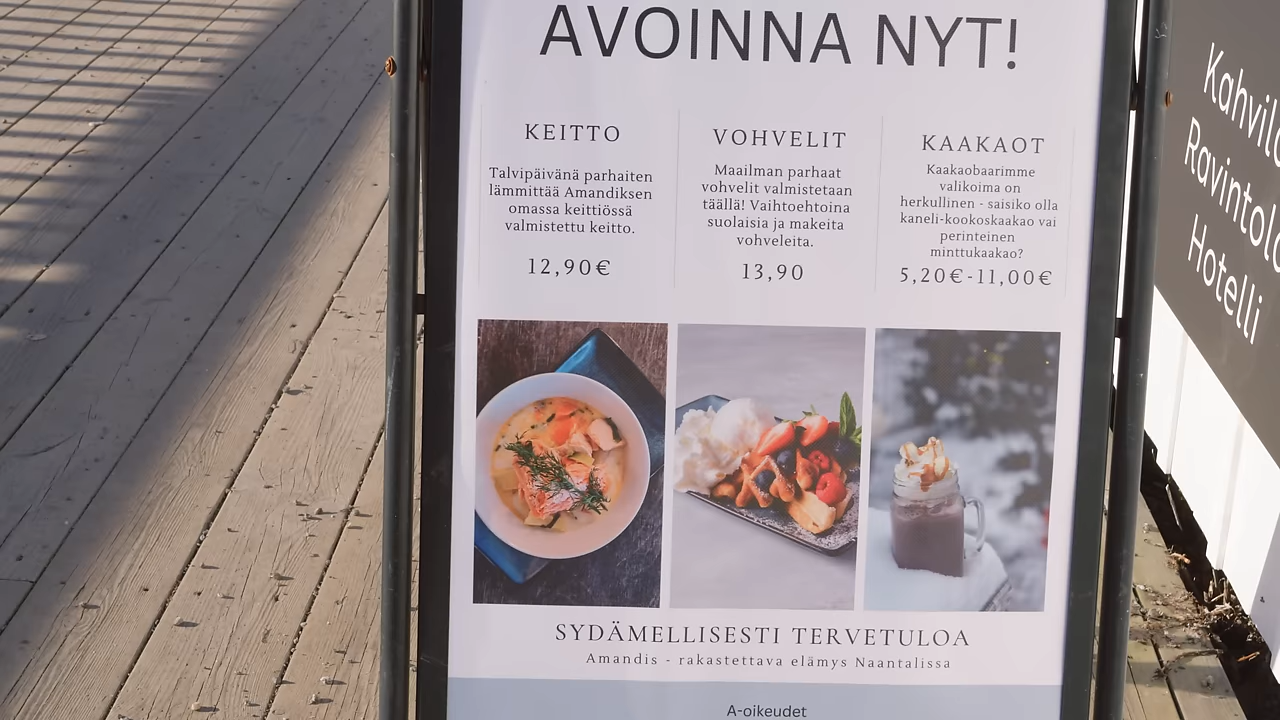 AVOINNA NYT!
KEITTO
Talvipäivänä parhaiten
lämmittää Amandiksen
omassa keittiössä
valmistettu keitto.
12,90€
VOHVELIT
Maailman parhaat
vohvelit valmistetaan
täällä! Vaihtoehtoina
suolaisia ja makeita
vohveleita.
13,90
KAAKAOT
Kaakaobaarimme
valikoima on
herkullinen - saisiko olla
kaneli-kookoskaakao vai
perinteinen
minttukaakao?
5,20€-11,00€
SYDÄMELLISESTI TERVETULOA
Amandis - rakastettava elämys Naantalissa
A-oikeudet
Hotelli